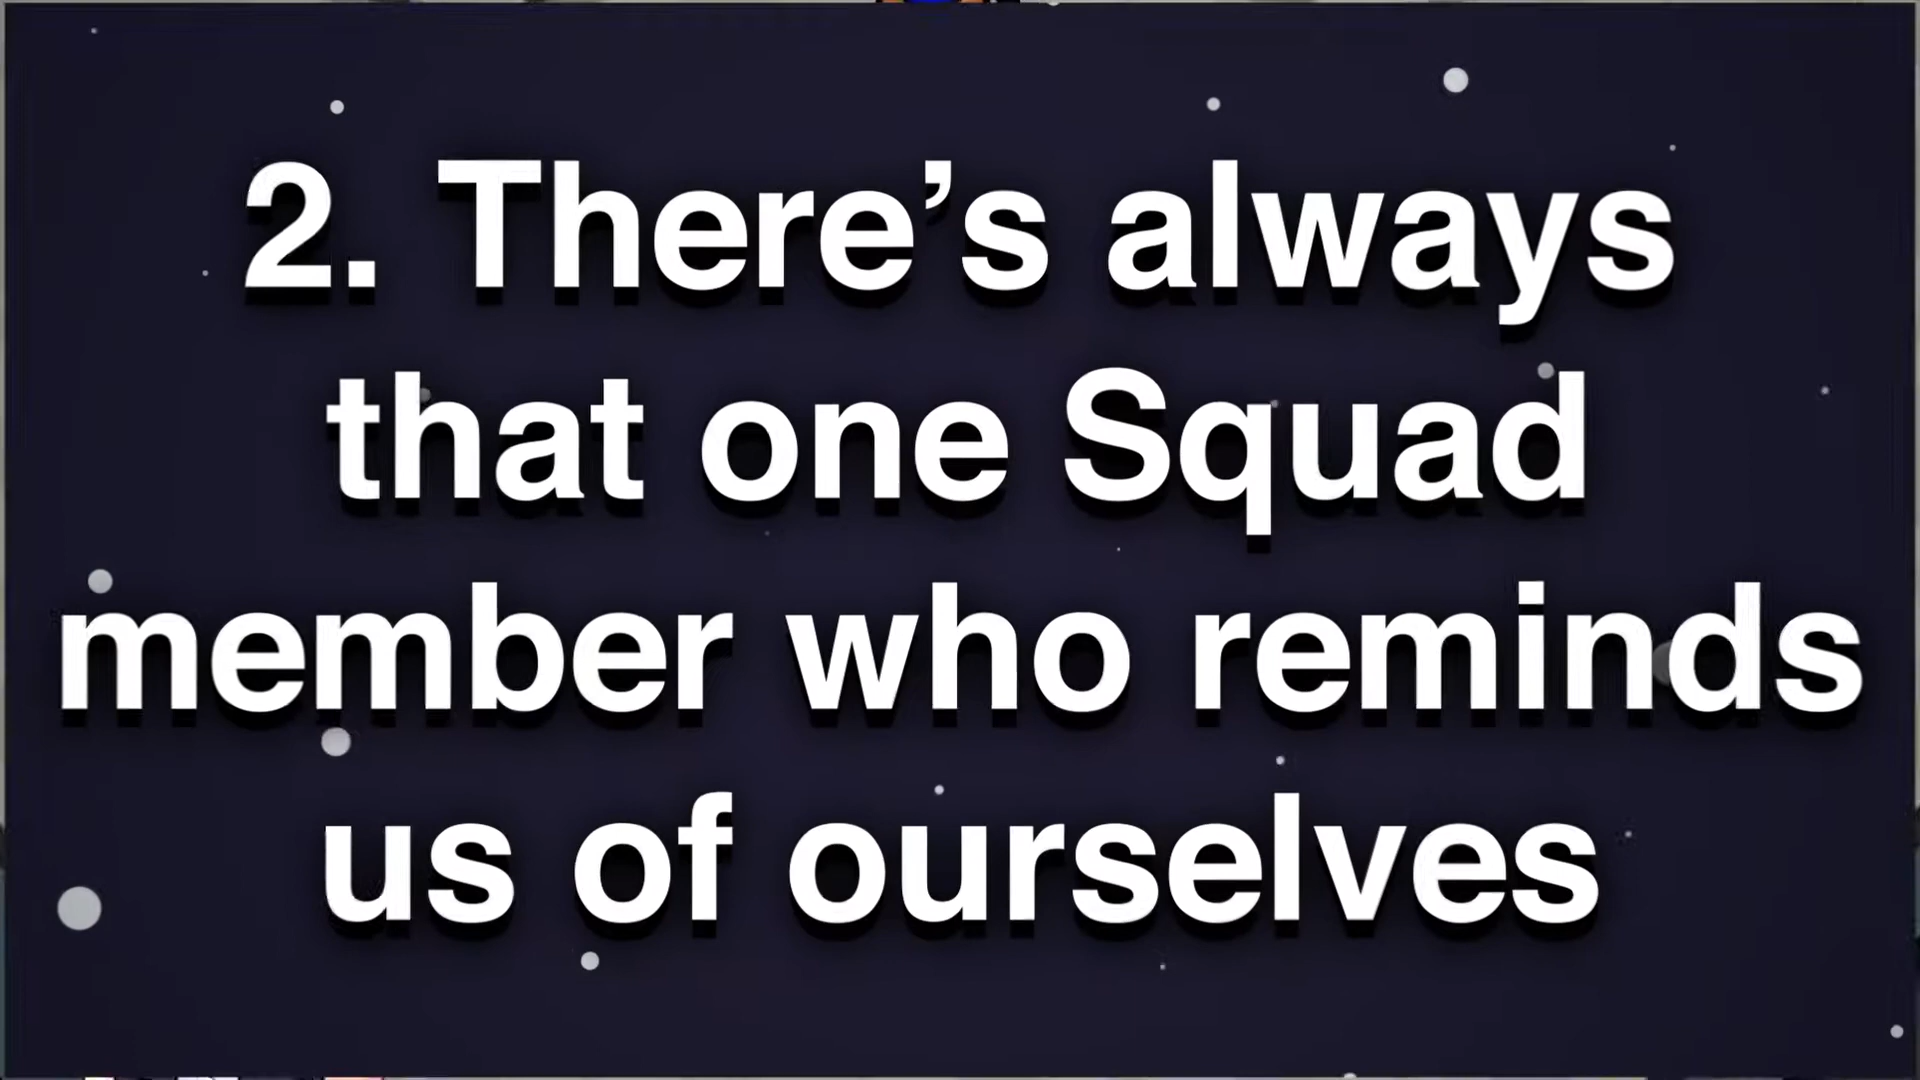 2. There’s always
that one Squad
member who reminds
us of ourselves